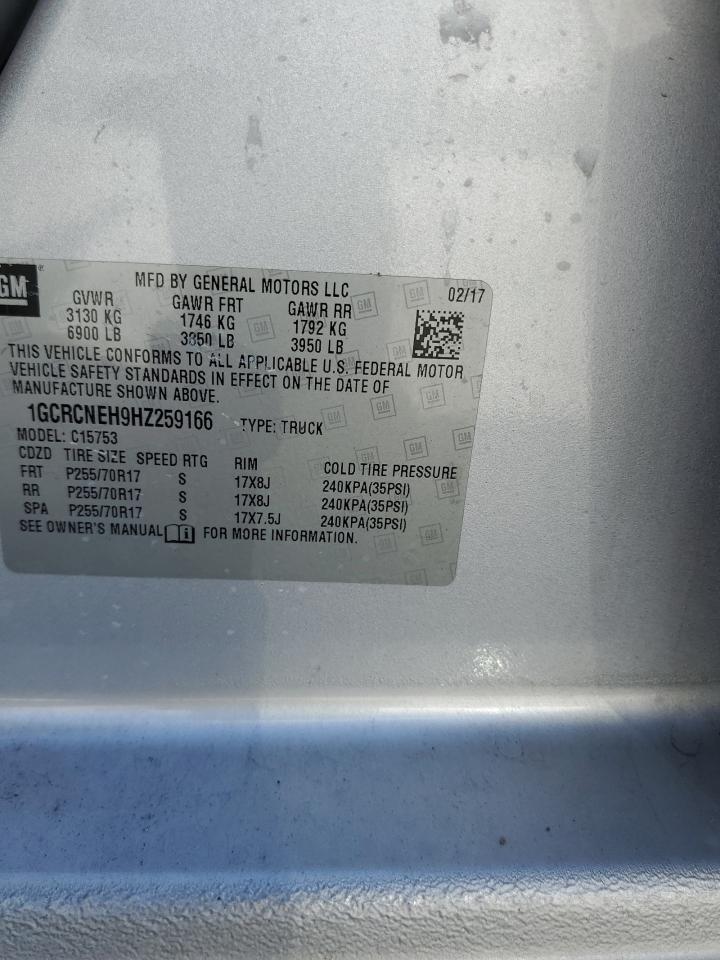 GM
®
MFD BY GENERAL MOTORS LLC 02/17
GVWR GAWR FRT GAWR RR
3130 KG 1746 KG 1792 KG
6900 LB 3850 LB 3950 LB
THIS VEHICLE CONFORMS TO ALL APPLICABLE U.S. FEDERAL MOTOR
VEHICLE SAFETY STANDARDS IN EFFECT ON THE DATE OF
MANUFACTURE SHOWN ABOVE.
1GCRCNEH9HZ259166 TYPE: TRUCK
MODEL: C15753
CDZD TIRE SIZE SPEED RTG RIM COLD TIRE PRESSURE
FRT P255/70R17 S 17X8J 240KPA(35PSI)
RR P255/70R17 S 17X8J 240KPA(35PSI)
SPA P255/70R17 S 17X7.5J 240KPA(35PSI)
SEE OWNER'S MANUAL FOR MORE INFORMATION.